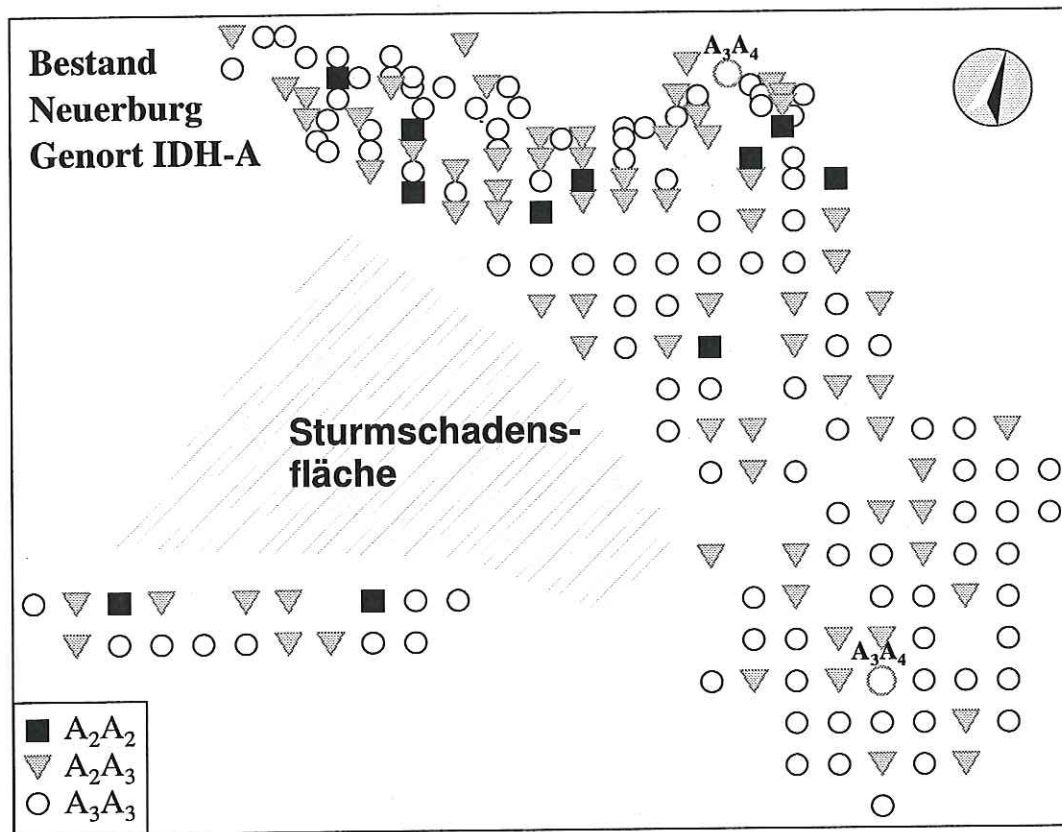 Bestand
Neuerburg
Genort IDH-A
A₃A₄
Sturmschadens-
fläche
A₃A₄
A₂A₂
A₂A₃
A₃A₃